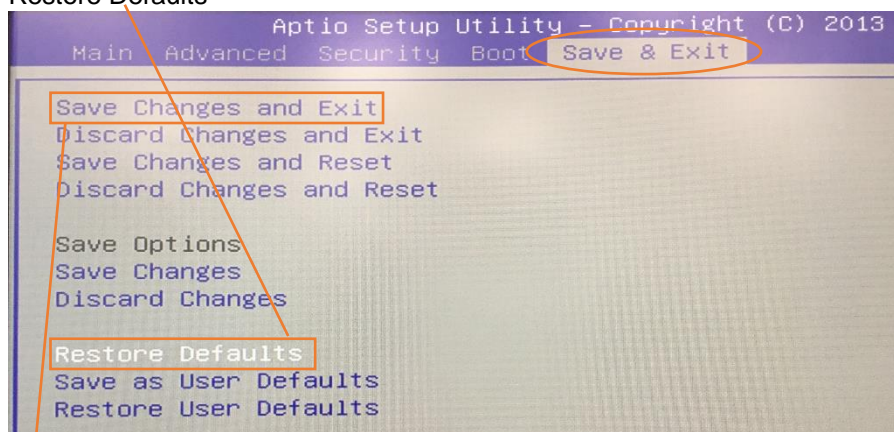 Restore Defaults
Aptio Setup Utility – Copyright (C) 2013
Main Advanced Security Boot Save & Exit
Save Changes and Exit
Discard Changes and Exit
Save Changes and Reset
Discard Changes and Reset
Save Options
Save Changes
Discard Changes
Restore Defaults
Save as User Defaults
Restore User Defaults